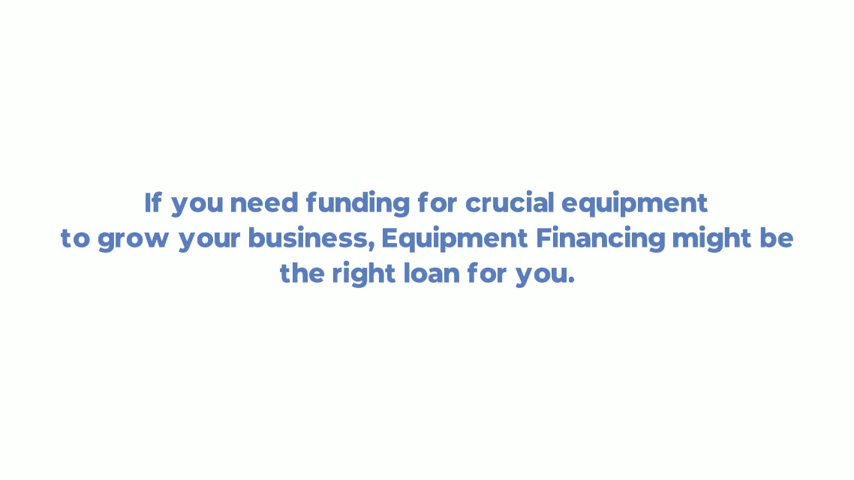 If you need funding for crucial equipment
to grow your business, Equipment Financing might be
the right loan for you.